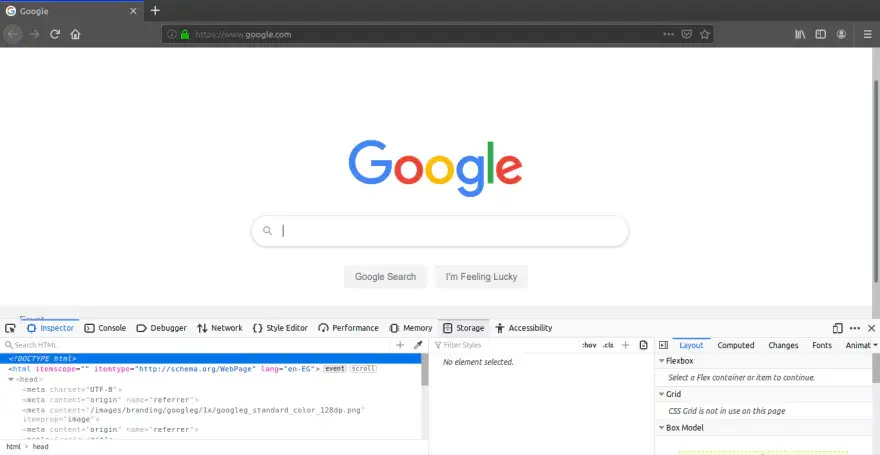 Google
https://www.google.com
Google
Google Search
I'm Feeling Lucky
Egypt
Inspector
Console
Debugger
Network
Style Editor
Performance
Memory
Storage
Accessibility
Search HTML
Filter Styles
:hov
.cls
Layout
Computed
Changes
Fonts
Animat
<!DOCTYPE html>
<html itemscope="" itemtype="http://schema.org/WebPage" lang="en-EG"> event scroll
<head>
<meta charset="UTF-8">
<meta content="origin" name="referrer">
<meta content="/images/branding/googleg/1x/googleg_standard_color_128dp.png"
itemprop="image">
<meta content="origin" name="referrer">
html > head
No element selected.
Flexbox
Select a Flex container or item to continue.
Grid
CSS Grid is not in use on this page
Box Model